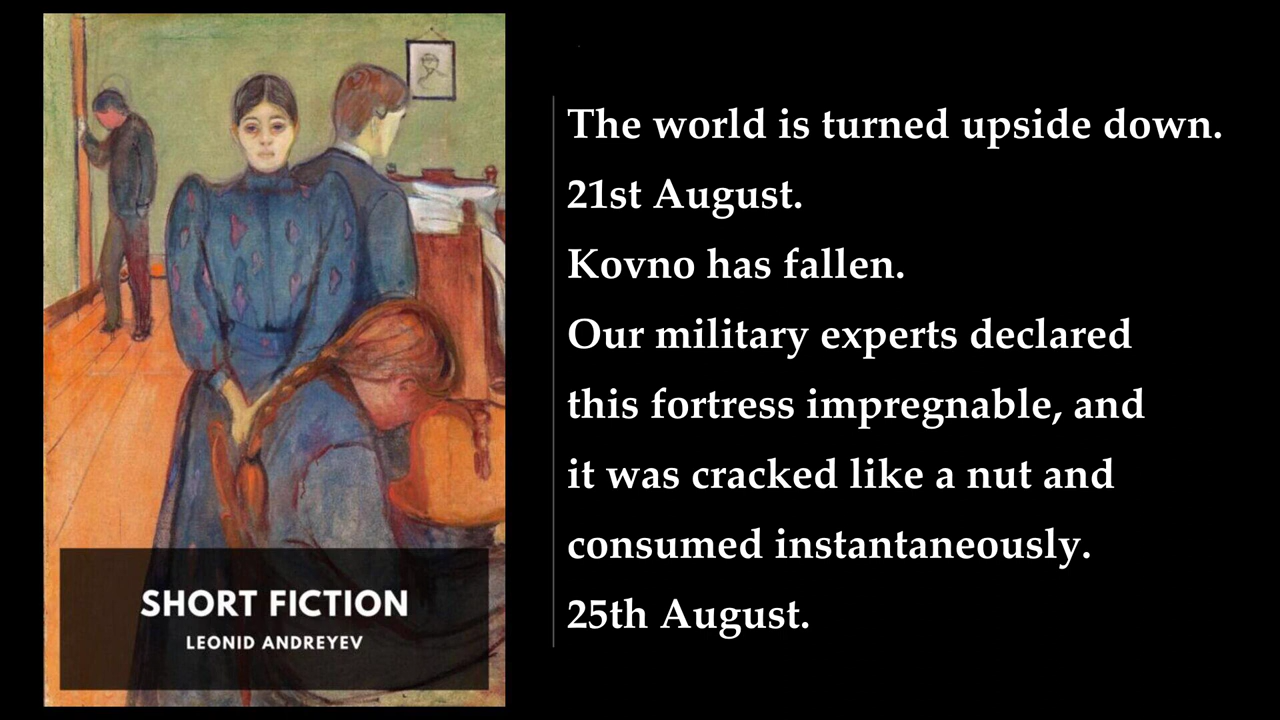 SHORT FICTION
LEONID ANDREYEV
The world is turned upside down.
21st August.
Kovno has fallen.
Our military experts declared
this fortress impregnable, and
it was cracked like a nut and
consumed instantaneously.
25th August.